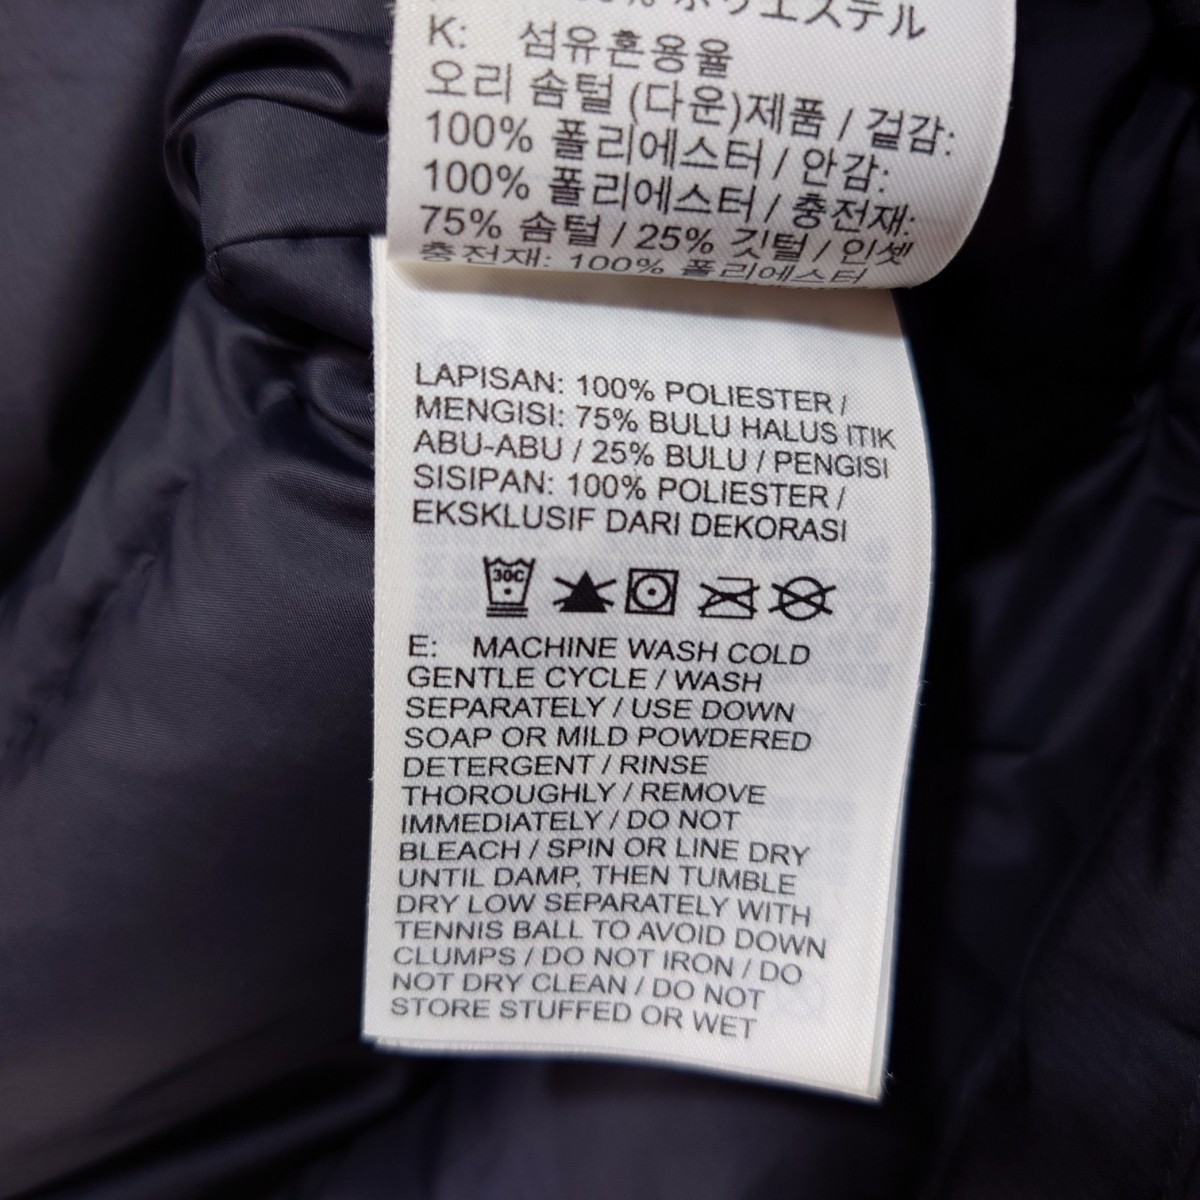 ポリエステル
K: 섬유혼용율
오리 솜털 (다운)제품 / 겉감:
100% 폴리에스터 / 안감:
100% 폴리에스터 / 충전재:
75% 솜털 / 25% 깃털 / 인셋
충전재: 100% 폴리에스터
LAPISAN: 100% POLIESTER /
MENGISI: 75% BULU HALUS ITIK
ABU-ABU / 25% BULU / PENGISI
SISIPAN: 100% POLIESTER /
EKSKLUSIF DARI DEKORASI
30C
E: MACHINE WASH COLD
GENTLE CYCLE / WASH
SEPARATELY / USE DOWN
SOAP OR MILD POWDERED
DETERGENT / RINSE
THOROUGHLY / REMOVE
IMMEDIATELY / DO NOT
BLEACH / SPIN OR LINE DRY
UNTIL DAMP, THEN TUMBLE
DRY LOW SEPARATELY WITH
TENNIS BALL TO AVOID DOWN
CLUMPS / DO NOT IRON / DO
NOT DRY CLEAN / DO NOT
STORE STUFFED OR WET